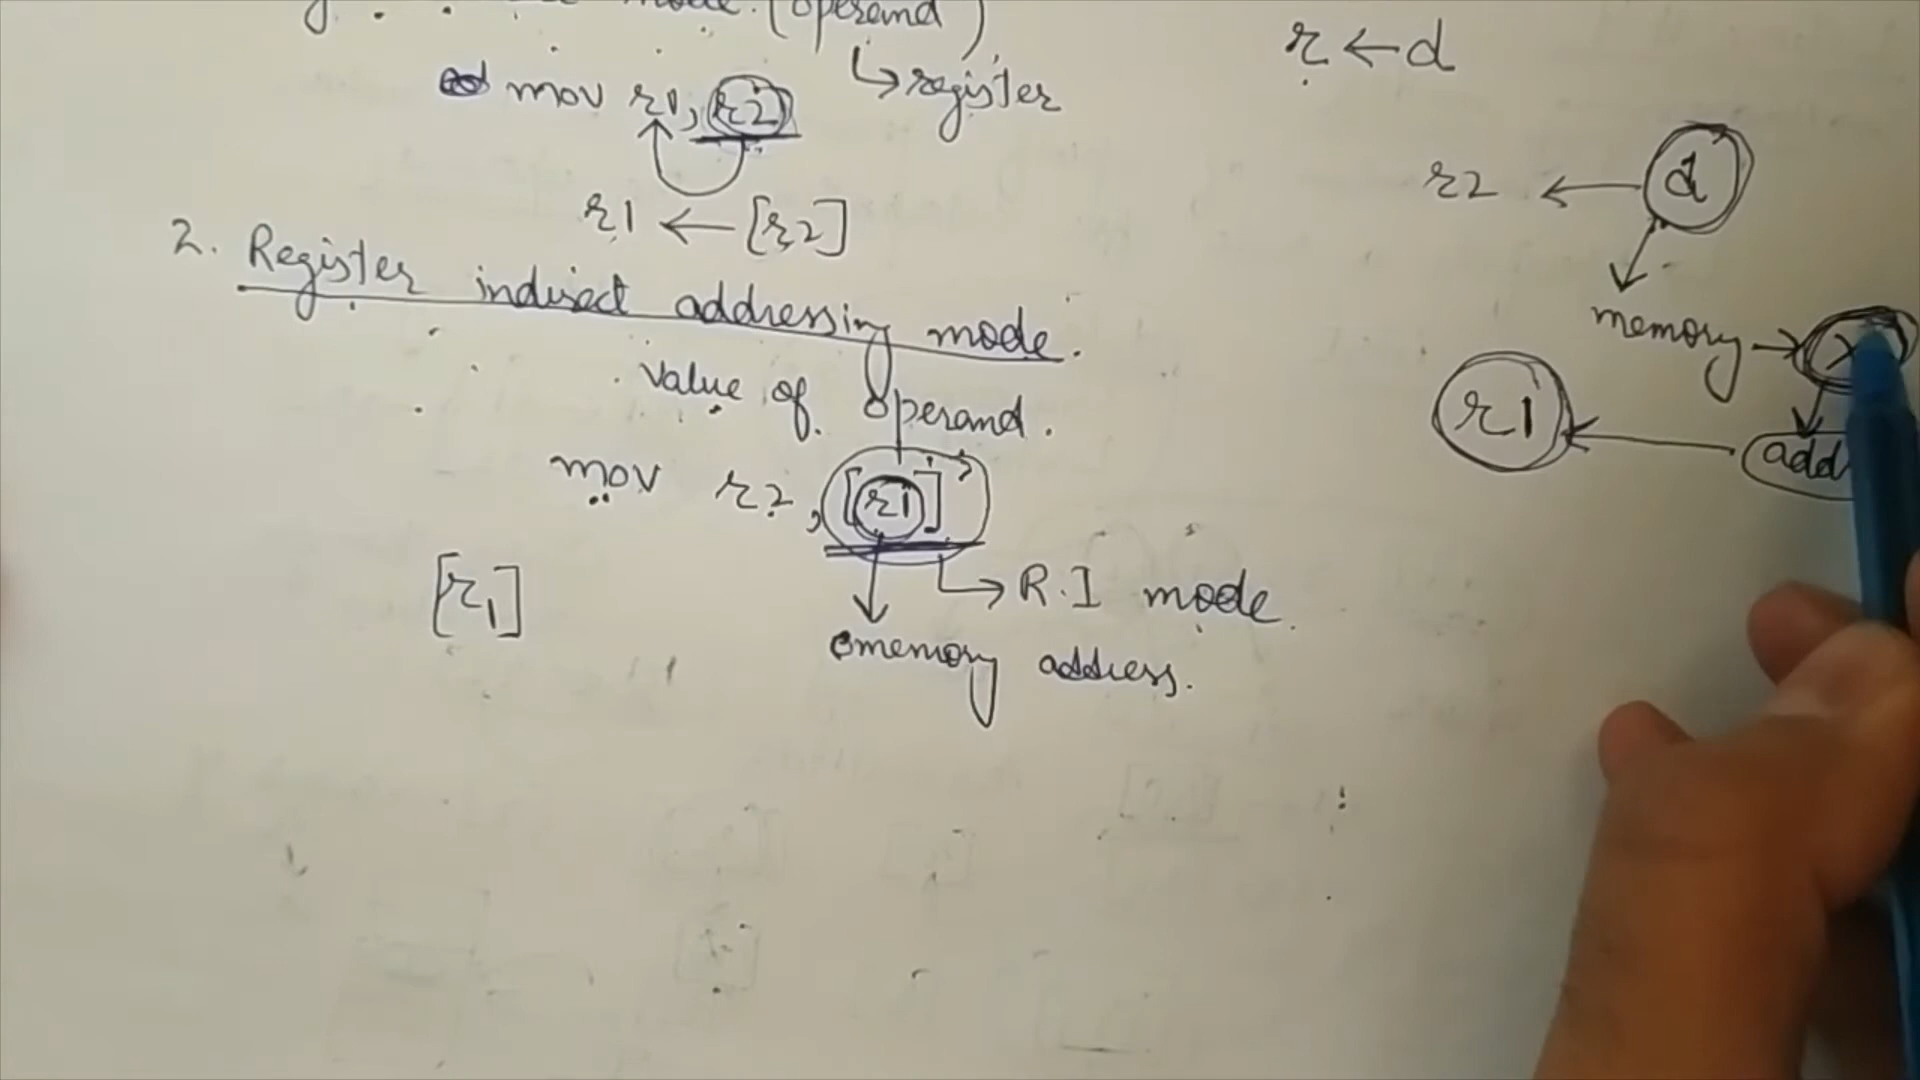 mode. (operand)
↳ register
mov r1, r2
r1 ← [r2]
2. Register indirect addressing mode.
value of operand.
mov r2, [r1]
↳ R.I mode.
memory address.
[r1]
r ← d
r2 ← d
memory → x
r1 ← add